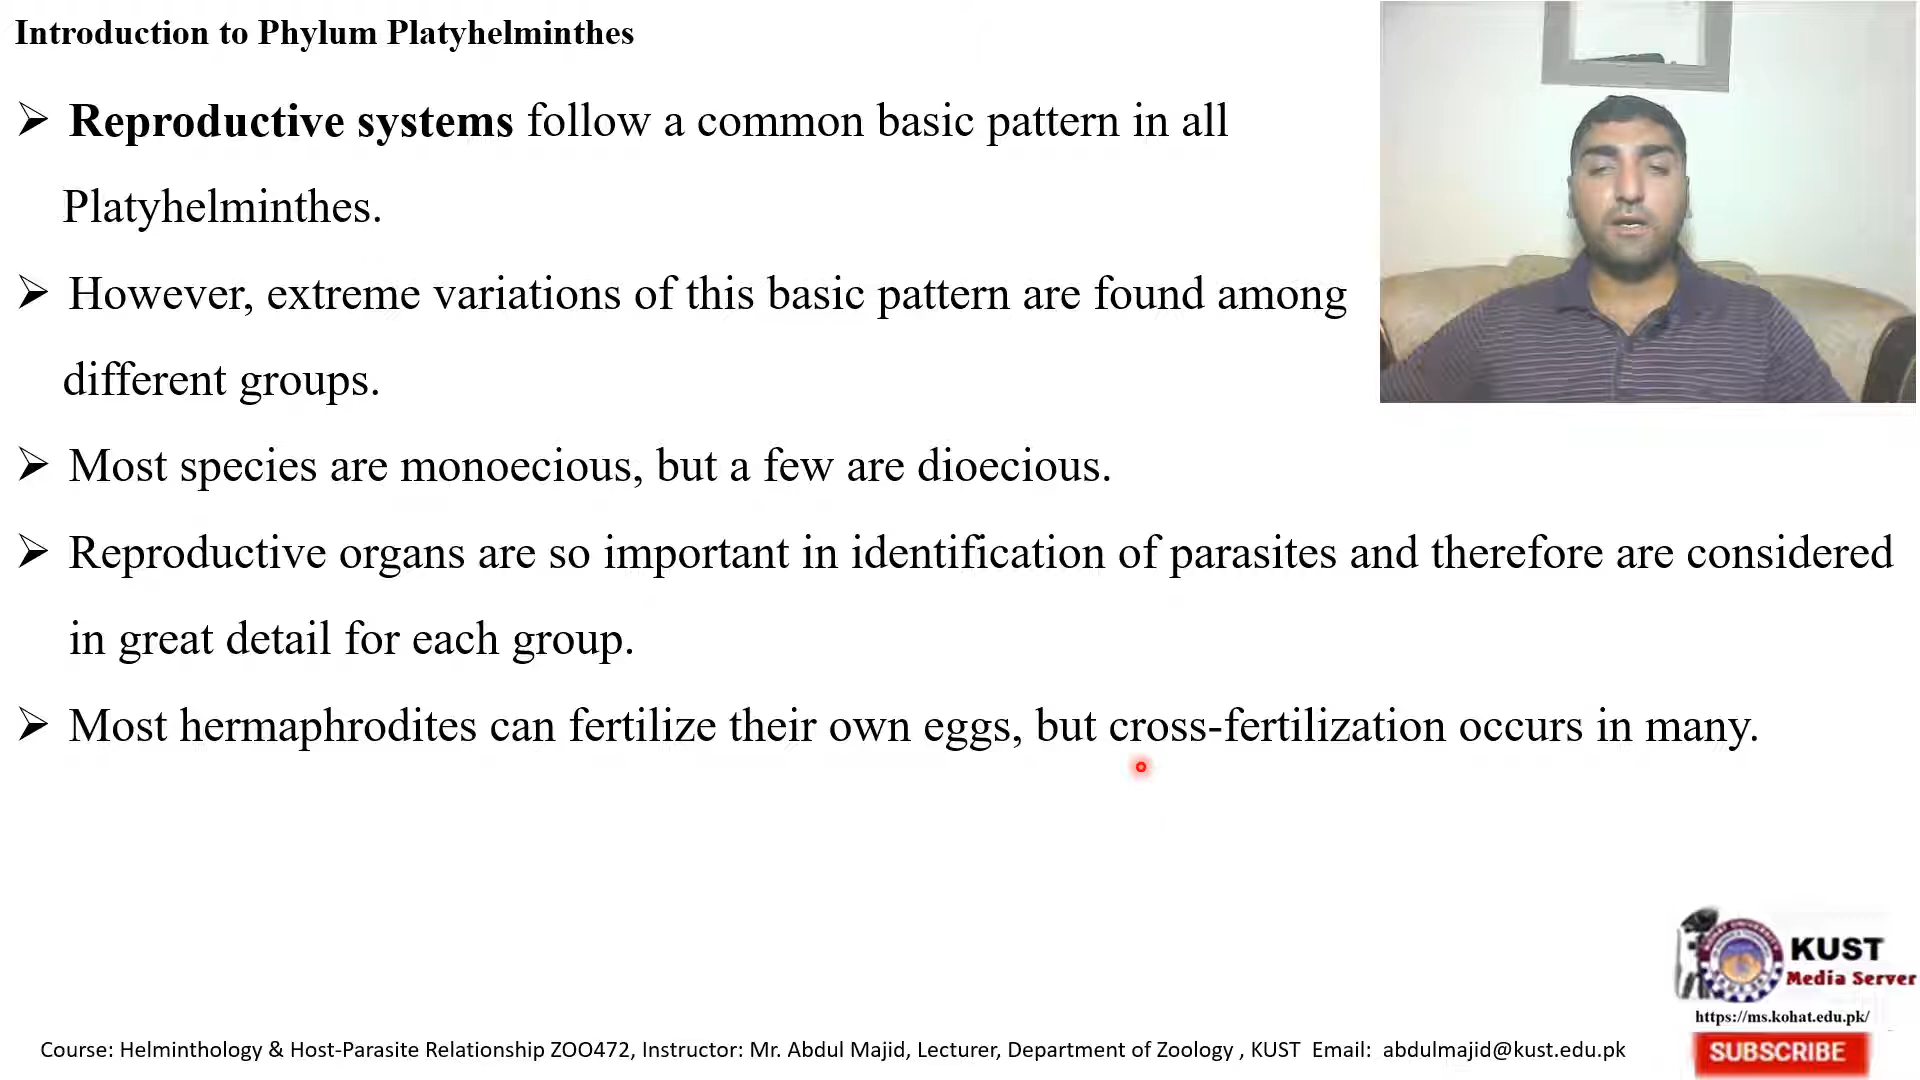 Introduction to Phylum Platyhelminthes
➢ Reproductive systems follow a common basic pattern in all
Platyhelminthes.
➢ However, extreme variations of this basic pattern are found among
different groups.
➢ Most species are monoecious, but a few are dioecious.
➢ Reproductive organs are so important in identification of parasites and therefore are considered
in great detail for each group.
➢ Most hermaphrodites can fertilize their own eggs, but cross-fertilization occurs in many.
KUST
Media Server
https://ms.kohat.edu.pk/
Course: Helminthology & Host-Parasite Relationship ZOO472, Instructor: Mr. Abdul Majid, Lecturer, Department of Zoology , KUST Email: abdulmajid@kust.edu.pk
SUBSCRIBE